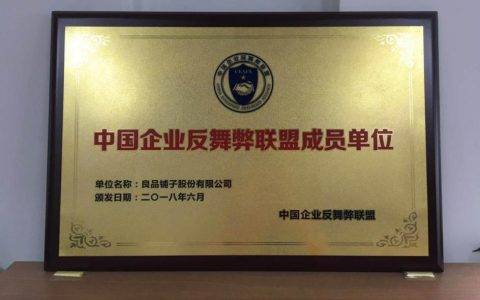 中国企业反舞弊联盟成员单位
单位名称：良品铺子股份有限公司
颁发日期：二〇一八年六月
中国企业反舞弊联盟